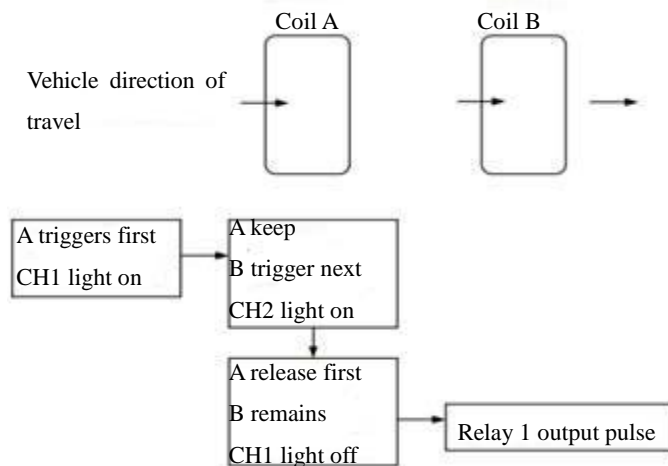 Coil A
Coil B
Vehicle direction of
travel
A triggers first
CH1 light on
A keep
B trigger next
CH2 light on
A release first
B remains
CH1 light off
Relay 1 output pulse